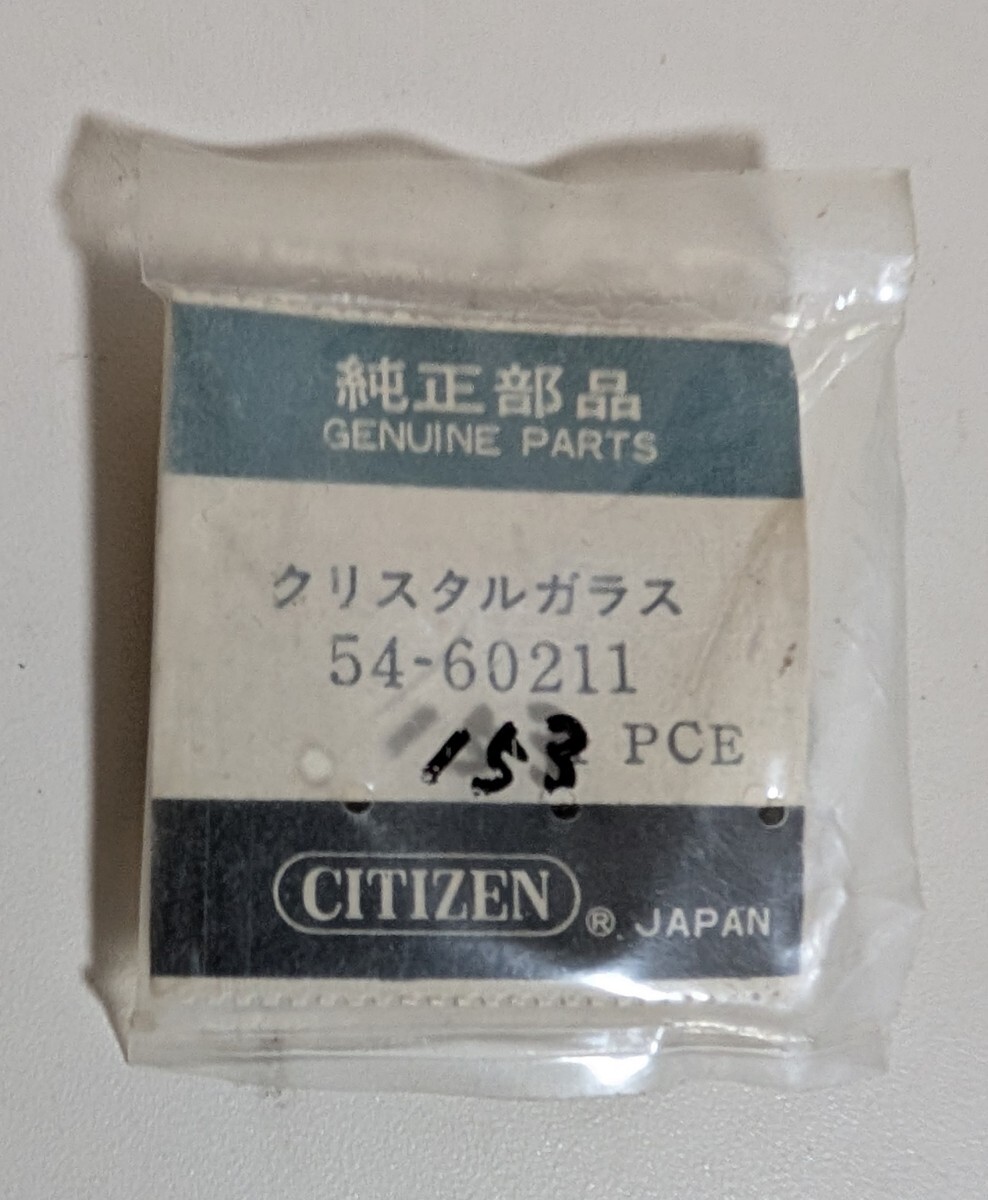 純正部品
GENUINE PARTS
クリスタルガラス
54-60211
153 PCE
CITIZEN ® JAPAN